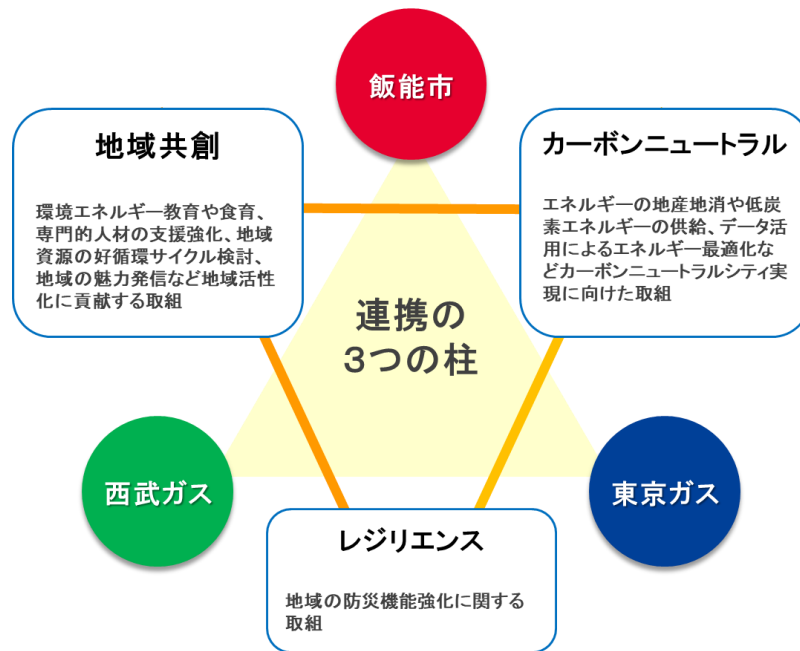 飯能市
地域共創
環境エネルギー教育や食育、
専門的人材の支援強化、地域
資源の好循環サイクル検討、
地域の魅力発信など地域活性
化に貢献する取組
カーボンニュートラル
エネルギーの地産地消や低炭
素エネルギーの供給、データ活
用によるエネルギー最適化な
どカーボンニュートラルシティ実
現に向けた取組
連携の
3つの柱
西武ガス
東京ガス
レジリエンス
地域の防災機能強化に関する
取組